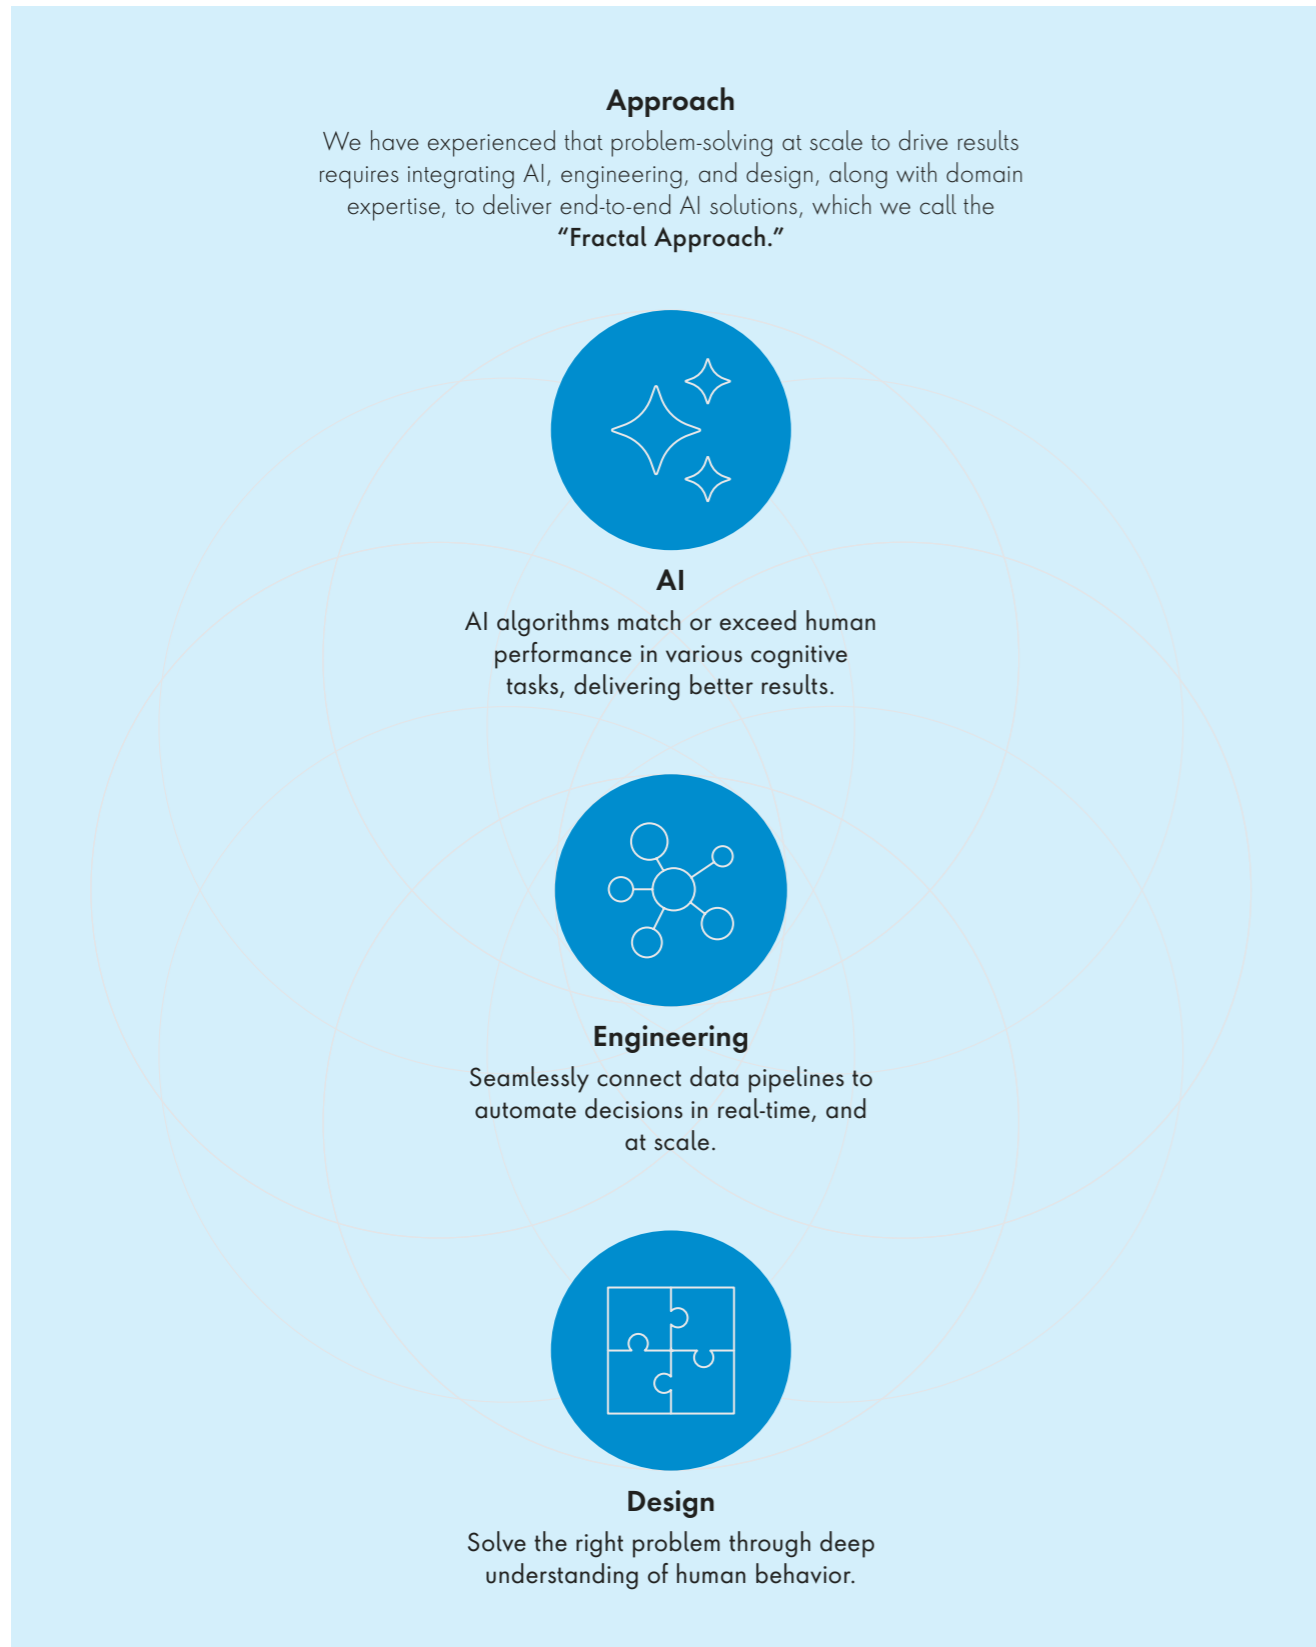 Approach
We have experienced that problem-solving at scale to drive results
requires integrating AI, engineering, and design, along with domain
expertise, to deliver end-to-end AI solutions, which we call the
“Fractal Approach.”
AI
AI algorithms match or exceed human
performance in various cognitive
tasks, delivering better results.
Engineering
Seamlessly connect data pipelines to
automate decisions in real-time, and
at scale.
Design
Solve the right problem through deep
understanding of human behavior.